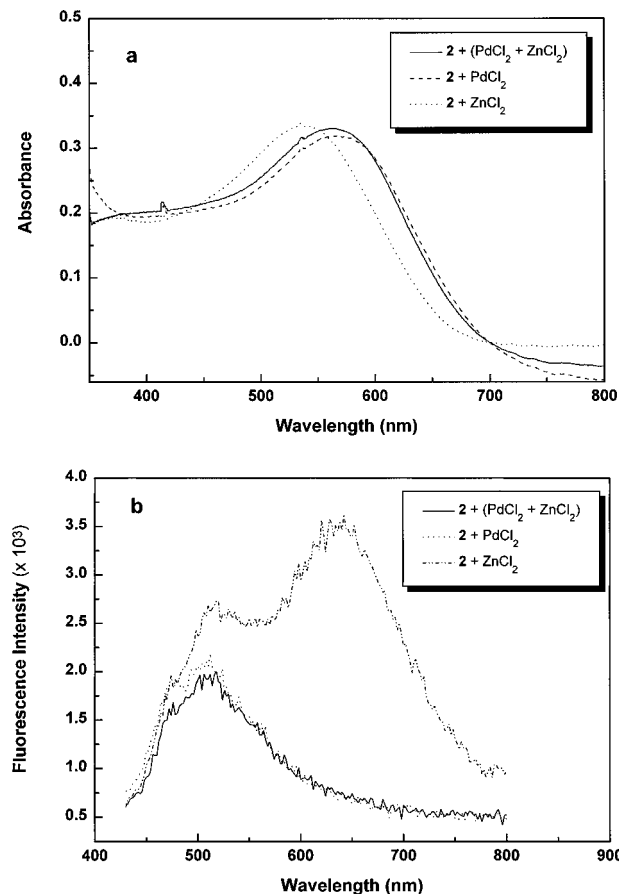 a
0.5
0.4
0.3
0.2
0.1
0.0
Absorbance
2 + (PdCl₂ + ZnCl₂)
2 + PdCl₂
2 + ZnCl₂
400 500 600 700 800
Wavelength (nm)
b
4.0
3.5
3.0
2.5
2.0
1.5
1.0
0.5
Fluorescence Intensity (x 10³)
2 + (PdCl₂ + ZnCl₂)
2 + PdCl₂
2 + ZnCl₂
400 500 600 700 800 900
Wavelength (nm)